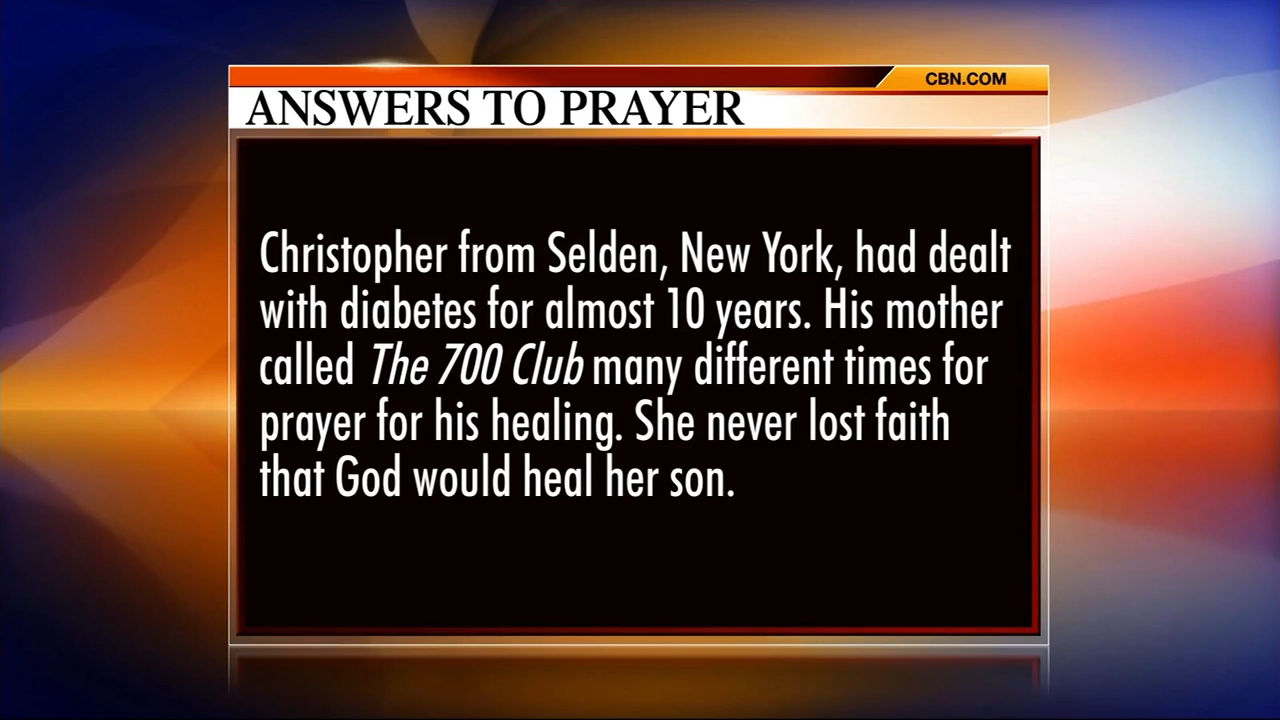 CBN.COM
ANSWERS TO PRAYER
Christopher from Selden, New York, had dealt
with diabetes for almost 10 years. His mother
called The 700 Club many different times for
prayer for his healing. She never lost faith
that God would heal her son.